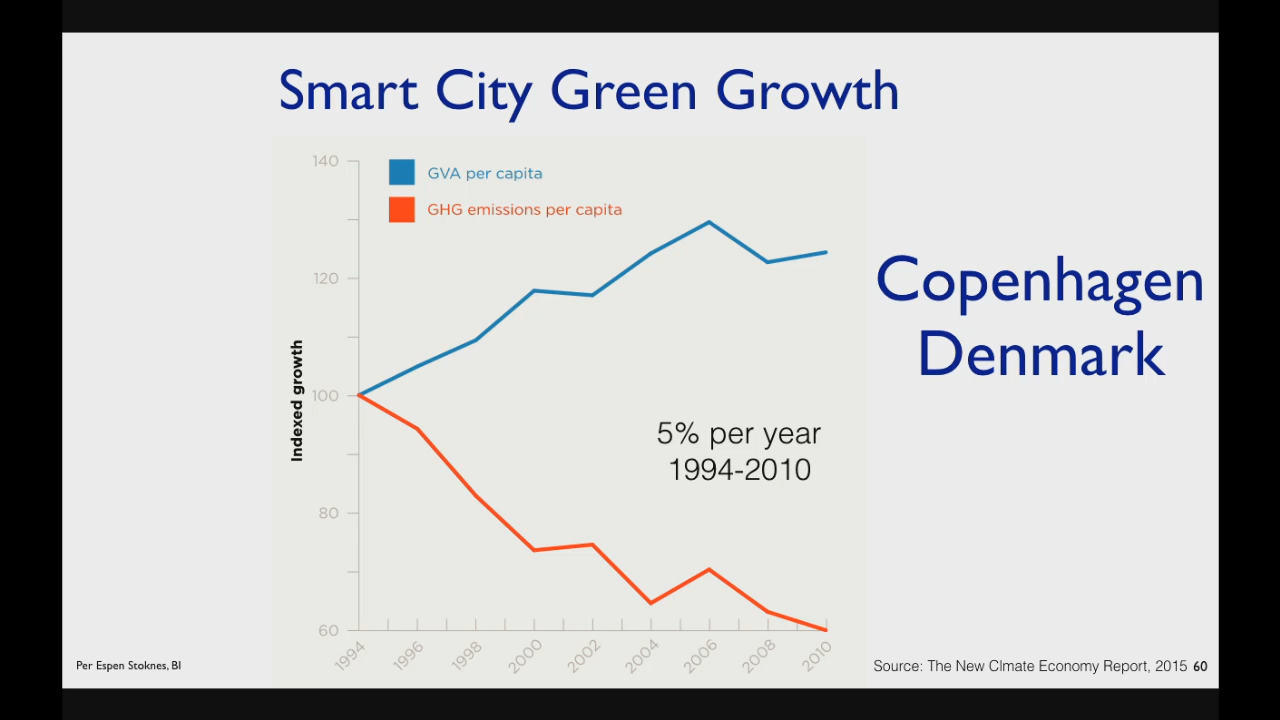 Smart City Green Growth
140
GVA per capita
GHG emissions per capita
120
Copenhagen
Denmark
Indexed growth
100
5% per year
1994-2010
80
60
1994
1996
1998
2000
2002
2004
2006
2008
2010
Per Espen Stoknes, BI
Source: The New Clmate Economy Report, 2015 60